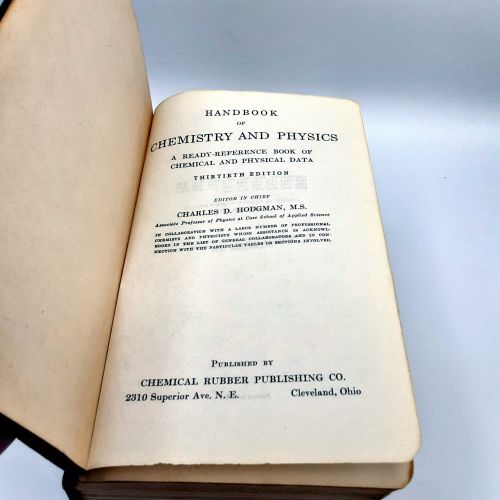 HANDBOOK
OF
CHEMISTRY AND PHYSICS
A READY-REFERENCE BOOK OF
CHEMICAL AND PHYSICAL DATA
THIRTIETH EDITION
EDITOR IN CHIEF
CHARLES D. HODGMAN, M.S.
Associate Professor of Physics at Case School of Applied Science
IN COLLABORATION WITH A LARGE NUMBER OF PROFESSIONAL
CHEMISTS AND PHYSICISTS WHOSE ASSISTANCE IS ACKNOWL-
EDGED IN THE LIST OF GENERAL COLLABORATORS AND IN CON-
NECTION WITH THE PARTICULAR TABLES OR SECTIONS INVOLVED.
PUBLISHED BY
CHEMICAL RUBBER PUBLISHING CO.
2310 Superior Ave. N. E. Cleveland, Ohio